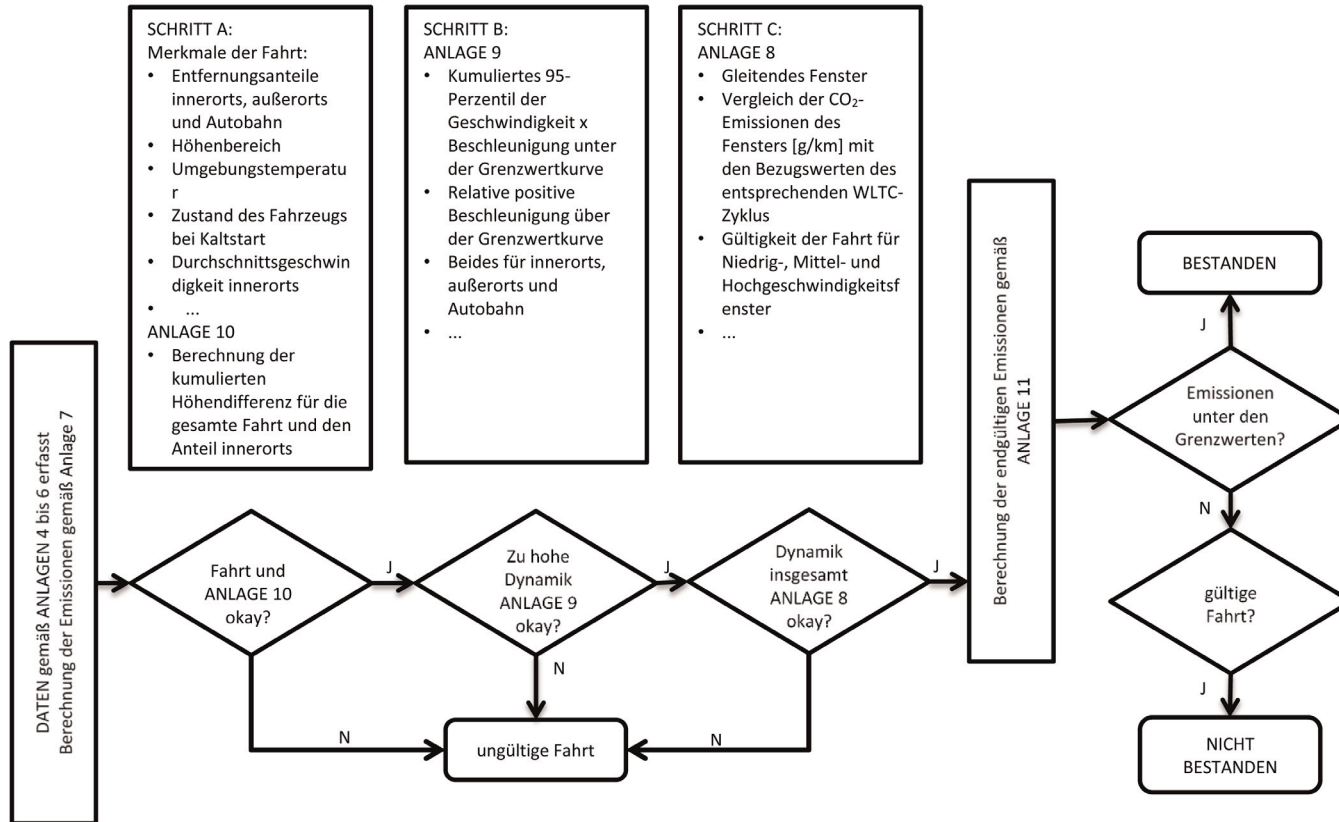 SCHRITT A:
Merkmale der Fahrt:
• Entfernungsanteile
innerorts, außerorts
und Autobahn
• Höhenbereich
• Umgebungstemperatu
r
• Zustand des Fahrzeugs
bei Kaltstart
• Durchschnittsgeschwin
digkeit innerorts
• ...
ANLAGE 10
• Berechnung der
kumulierten
Höhendifferenz für die
gesamte Fahrt und den
Anteil innerorts
SCHRITT B:
ANLAGE 9
• Kumuliertes 95-
Perzentil der
Geschwindigkeit x
Beschleunigung unter
der Grenzwertkurve
• Relative positive
Beschleunigung über
der Grenzwertkurve
• Beides für innerorts,
außerorts und
Autobahn
• ...
SCHRITT C:
ANLAGE 8
• Gleitendes Fenster
• Vergleich der CO₂-
Emissionen des
Fensters [g/km] mit
den Bezugswerten des
entsprechenden WLTC-
Zyklus
• Gültigkeit der Fahrt für
Niedrig-, Mittel- und
Hochgeschwindigkeitsf
enster
• ...
DATEN gemäß ANLAGEN 4 bis 6 erfasst
Berechnung der Emissionen gemäß Anlage 7
Fahrt und
ANLAGE 10
okay?
J
N
Zu hohe
Dynamik
ANLAGE 9
okay?
J
N
Dynamik
insgesamt
ANLAGE 8
okay?
J
N
ungültige Fahrt
Berechnung der endgültigen Emissionen gemäß
ANLAGE 11
Emissionen
unter den
Grenzwerten?
J
BESTANDEN
N
gültige
Fahrt?
J
NICHT
BESTANDEN